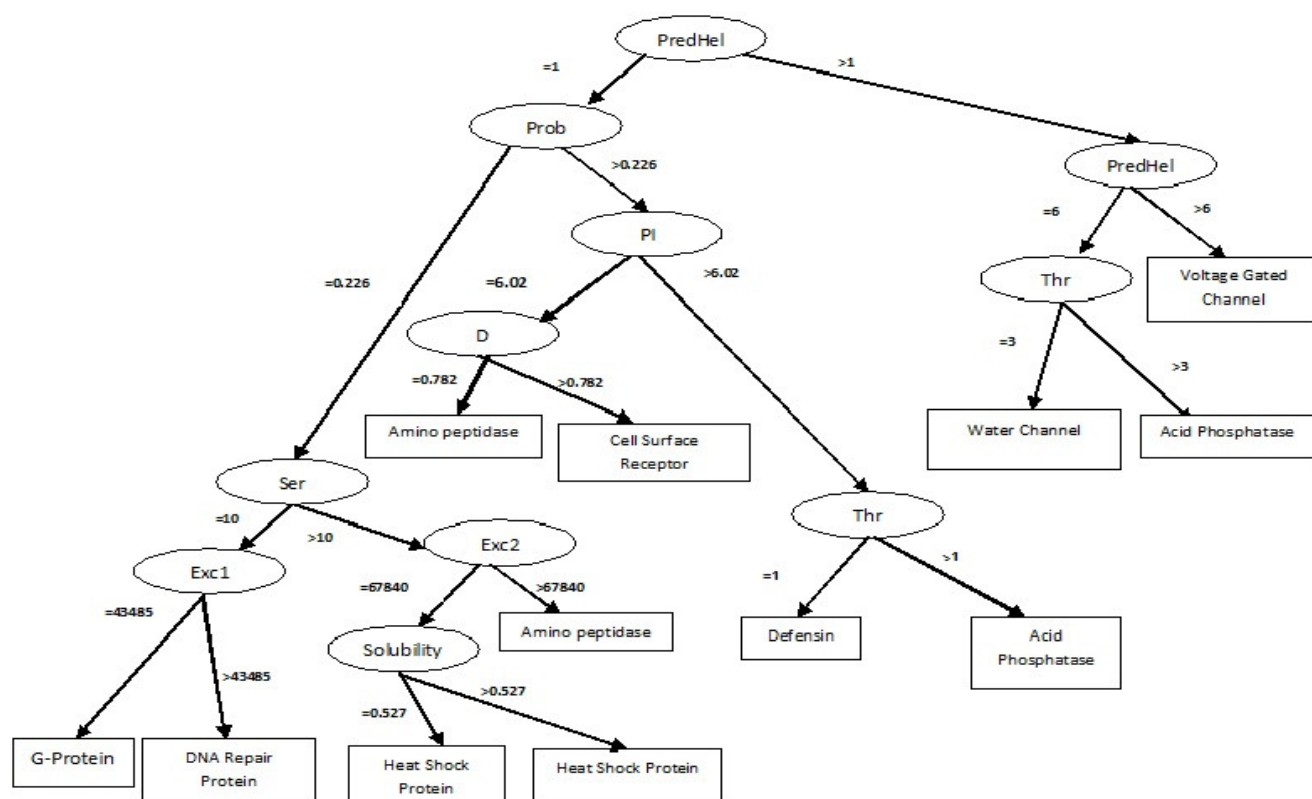 PredHel
=1
>1
Prob
>0.226
PredHel
=6
>6
PI
=0.226
=6.02
>6.02
Thr
Voltage Gated
Channel
D
=3
=0.782
>0.782
>3
Amino peptidase
Cell Surface
Receptor
Water Channel
Acid Phosphatase
Ser
=10
>10
Exc2
Thr
Exc1
=67840
>67840
=1
>1
=43485
Amino peptidase
Defensin
Acid
Phosphatase
Solubility
>43485
=0.527
>0.527
G-Protein
DNA Repair
Protein
Heat Shock
Protein
Heat Shock Protein